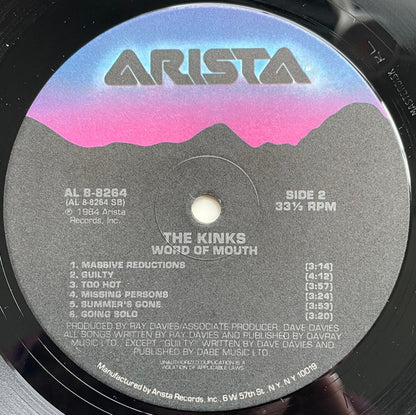 ARISTA
MASTERDISK RL
AL 8-8264
(AL 8-8264 SB)
℗ 1984 Arista
Records, Inc.
SIDE 2
33⅓ RPM
THE KINKS
WORD OF MOUTH
1. MASSIVE REDUCTIONS [3:14]
2. GUILTY [4:12]
3. TOO HOT [3:57]
4. MISSING PERSONS [3:24]
5. SUMMER'S GONE [3:53]
6. GOING SOLO [3:20]
PRODUCED BY RAY DAVIES/ASSOCIATE PRODUCER, DAVE DAVIES
ALL SONGS WRITTEN BY RAY DAVIES AND PUBLISHED BY DAVRAY
MUSIC LTD., EXCEPT "GUILTY" WRITTEN BY DAVE DAVIES AND
PUBLISHED BY DABE MUSIC LTD.
UNAUTHORIZED DUPLICATION IS A
VIOLATION OF APPLICABLE LAWS.
Manufactured by Arista Records, Inc., 6 W 57th St., N.Y., N.Y. 10019